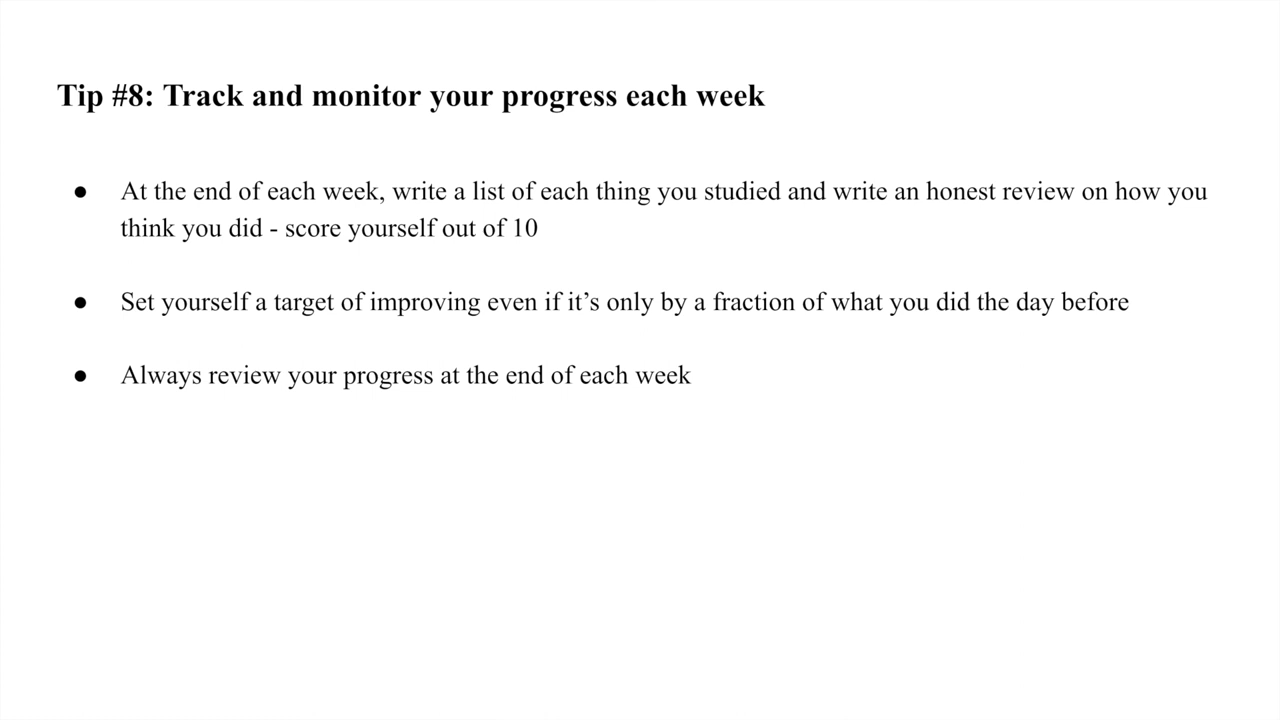 Tip #8: Track and monitor your progress each week
● At the end of each week, write a list of each thing you studied and write an honest review on how you
think you did - score yourself out of 10
● Set yourself a target of improving even if it’s only by a fraction of what you did the day before
● Always review your progress at the end of each week